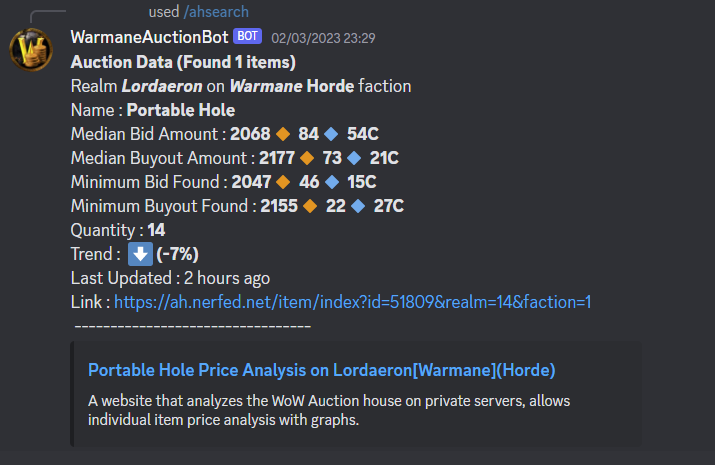 used /ahsearch
WarmaneAuctionBot BOT 02/03/2023 23:29
Auction Data (Found 1 items)
Realm Lordaeron on Warmane Horde faction
Name : Portable Hole
Median Bid Amount : 2068 🔶 84 🔷 54C
Median Buyout Amount : 2177 🔶 73 🔷 21C
Minimum Bid Found : 2047 🔶 46 🔷 15C
Minimum Buyout Found : 2155 🔶 22 🔷 27C
Quantity : 14
Trend : ⬇️ (-7%)
Last Updated : 2 hours ago
Link : https://ah.nerfed.net/item/index?id=51809&realm=14&faction=1
---------------------------------
Portable Hole Price Analysis on Lordaeron[Warmane](Horde)
A website that analyzes the WoW Auction house on private servers, allows
individual item price analysis with graphs.